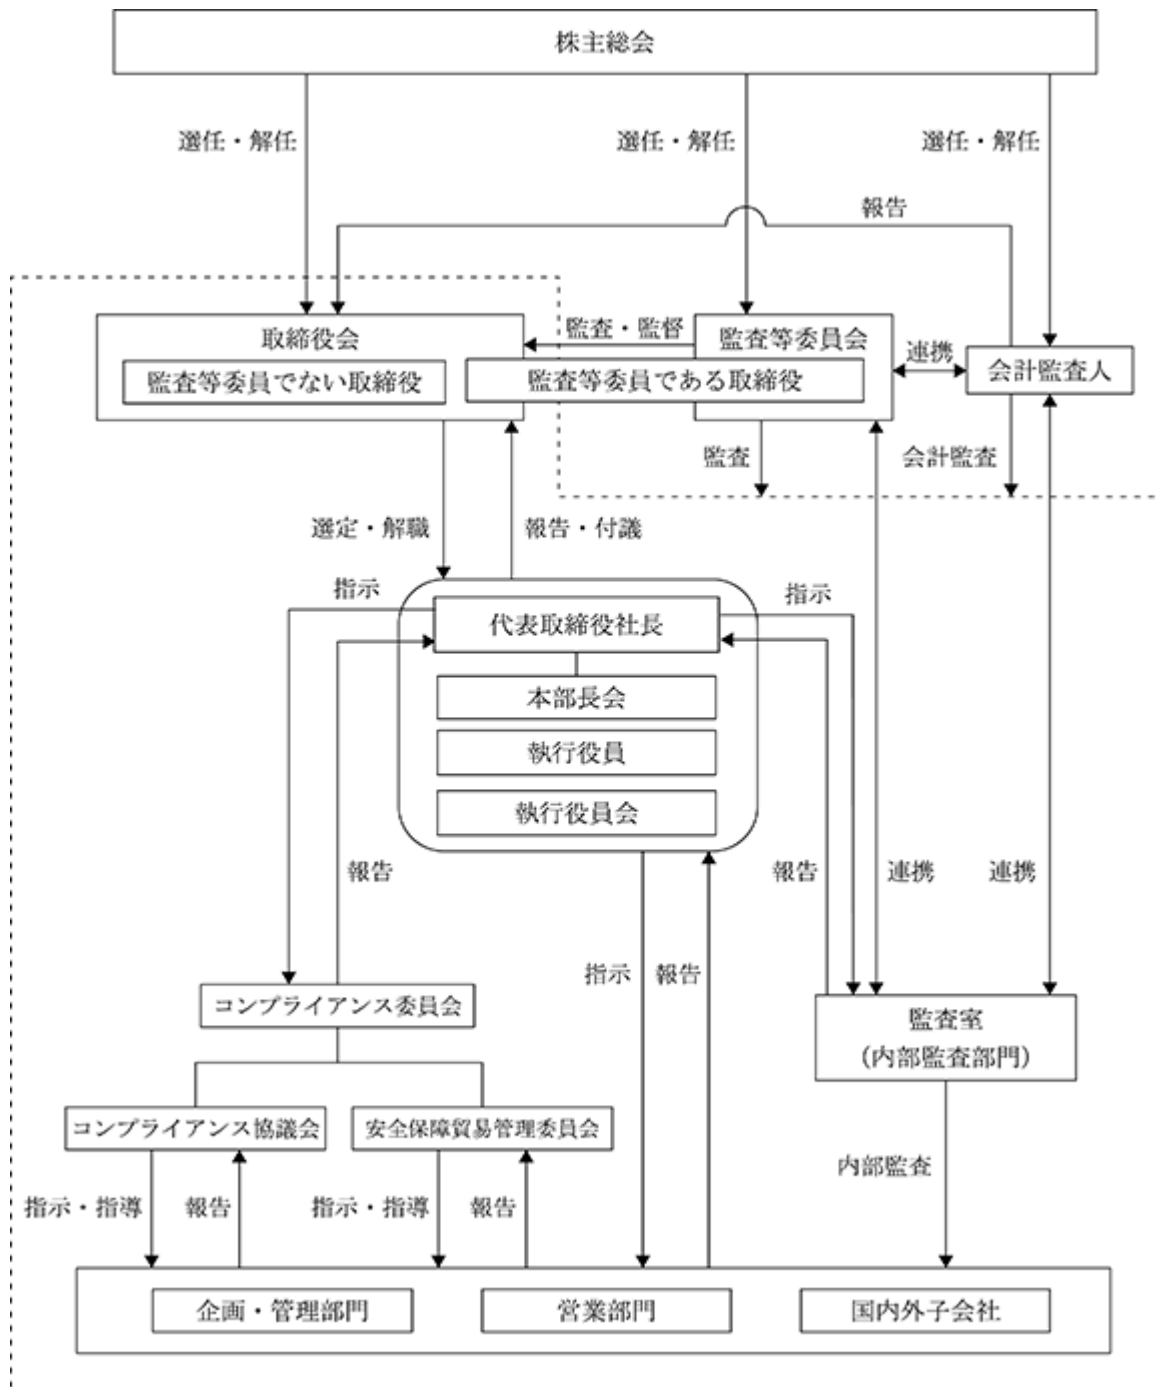 株主総会
選任・解任
選任・解任
選任・解任
報告
取締役会
監査・監督
監査等委員会
連携
会計監査人
監査等委員でない取締役
監査等委員である取締役
監査
会計監査
選定・解職
報告・付議
指示
指示
代表取締役社長
本部長会
執行役員
執行役員会
報告
報告
連携
連携
指示
報告
コンプライアンス委員会
監査室
(内部監査部門)
コンプライアンス協議会
安全保障貿易管理委員会
内部監査
指示・指導
報告
指示・指導
報告
企画・管理部門
営業部門
国内外子会社